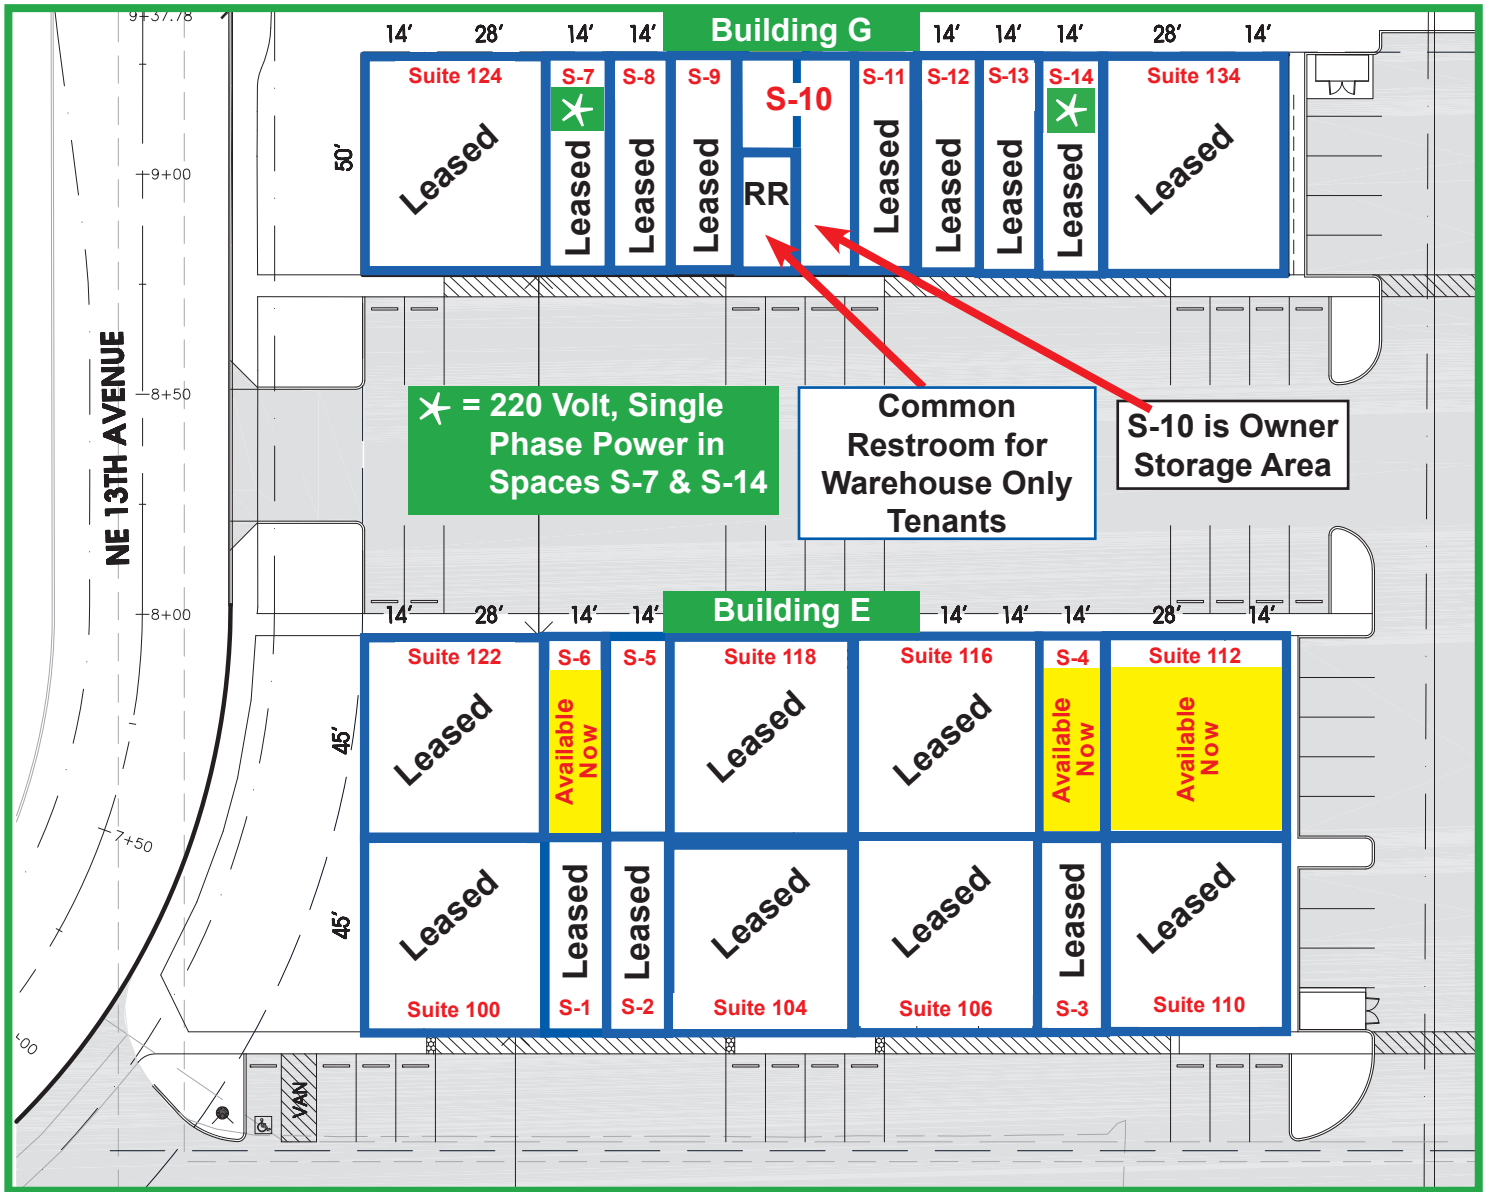 9+37.78
14' 28' 14' 14' Building G 14' 14' 14' 28' 14'
Suite 124 S-7 S-8 S-9 S-10 S-11 S-12 S-13 S-14 Suite 134
50'
Leased Leased Leased Leased RR Leased Leased Leased Leased Leased
9+00
NE 13TH AVENUE
8+50
= 220 Volt, Single
Phase Power in
Spaces S-7 & S-14
Common
Restroom for
Warehouse Only
Tenants
S-10 is Owner
Storage Area
8+00
14' 28' 14' 14' Building E 14' 14' 14' 28' 14'
Suite 122 S-6 S-5 Suite 118 Suite 116 S-4 Suite 112
45'
Leased Available Now Leased Leased Available Now Available Now
7+50
45'
Leased Leased Leased Leased Leased Leased Leased
Suite 100 S-1 S-2 Suite 104 Suite 106 S-3 Suite 110
VAN